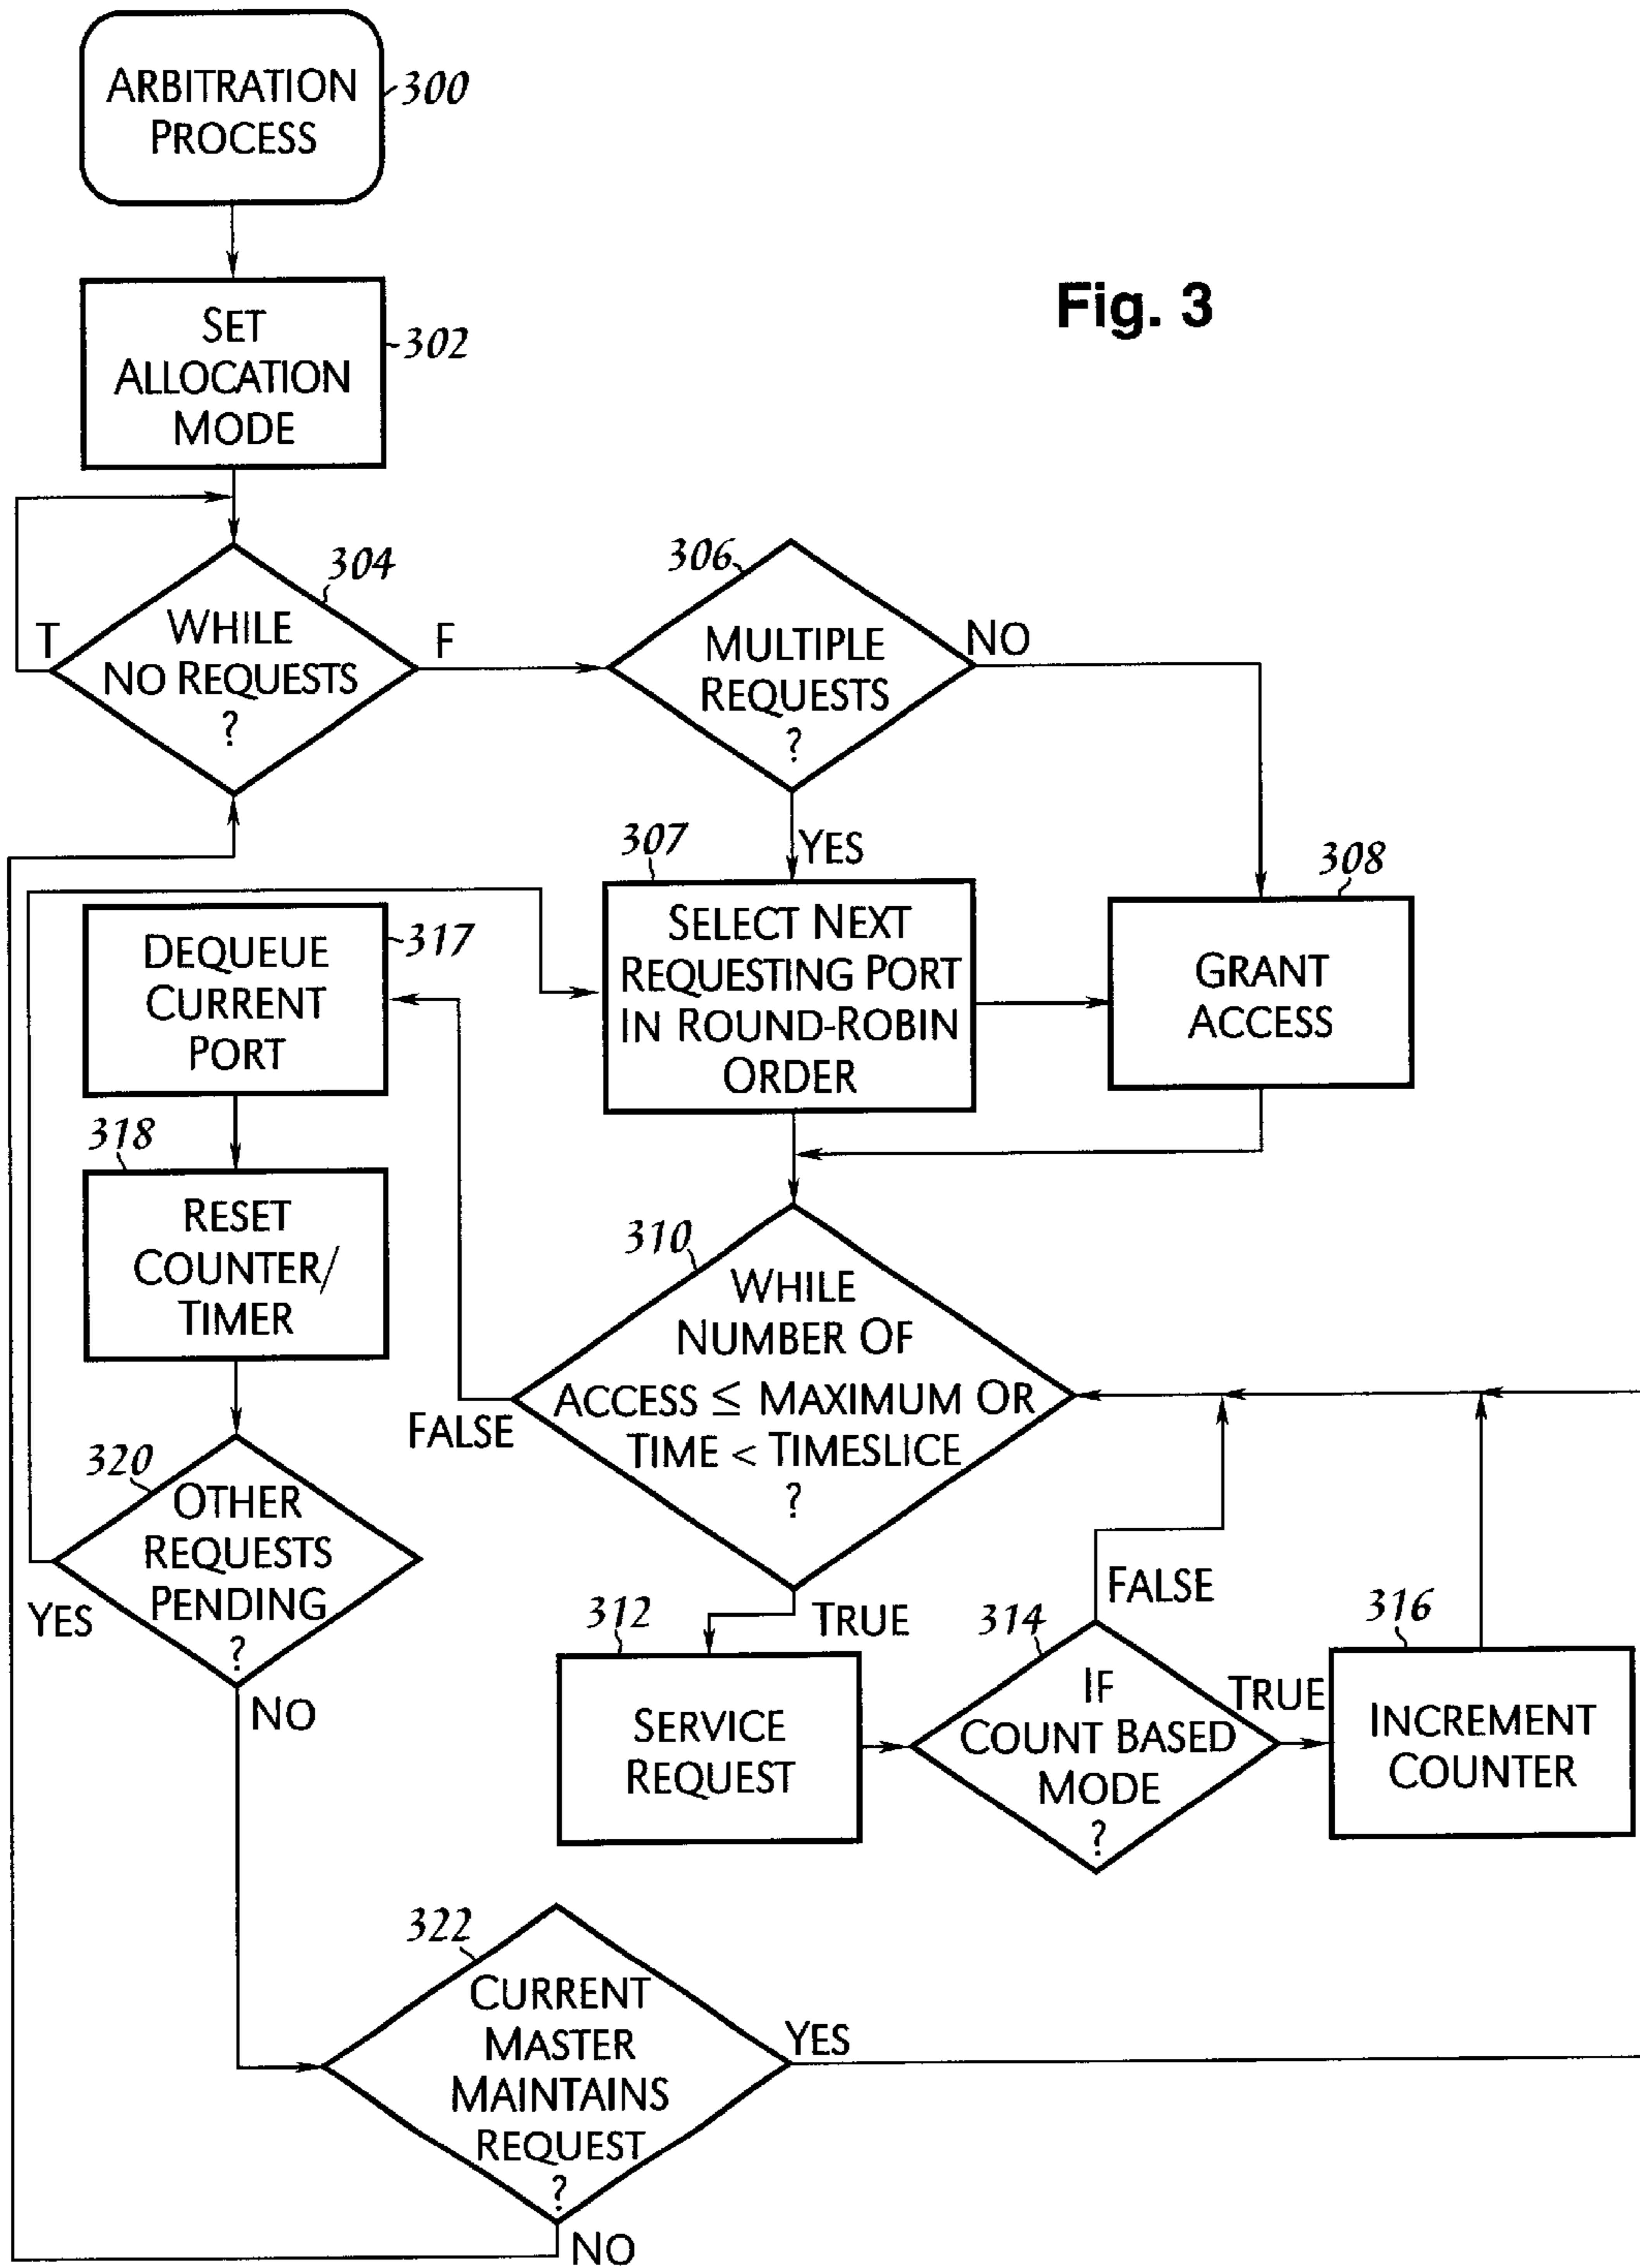 ARBITRATION
PROCESS
300
SET
ALLOCATION
MODE
302
Fig. 3
304
WHILE
NO REQUESTS
?
T
F
306
MULTIPLE
REQUESTS
?
NO
YES
307
SELECT NEXT
REQUESTING PORT
IN ROUND-ROBIN
ORDER
308
GRANT
ACCESS
DEQUEUE
CURRENT
PORT
317
318
RESET
COUNTER/
TIMER
310
WHILE
NUMBER OF
ACCESS ≤ MAXIMUM OR
TIME < TIMESLICE
?
FALSE
TRUE
320
OTHER
REQUESTS
PENDING
?
YES
NO
312
SERVICE
REQUEST
314
IF
COUNT BASED
MODE
?
FALSE
TRUE
316
INCREMENT
COUNTER
322
CURRENT
MASTER
MAINTAINS
REQUEST
?
YES
NO